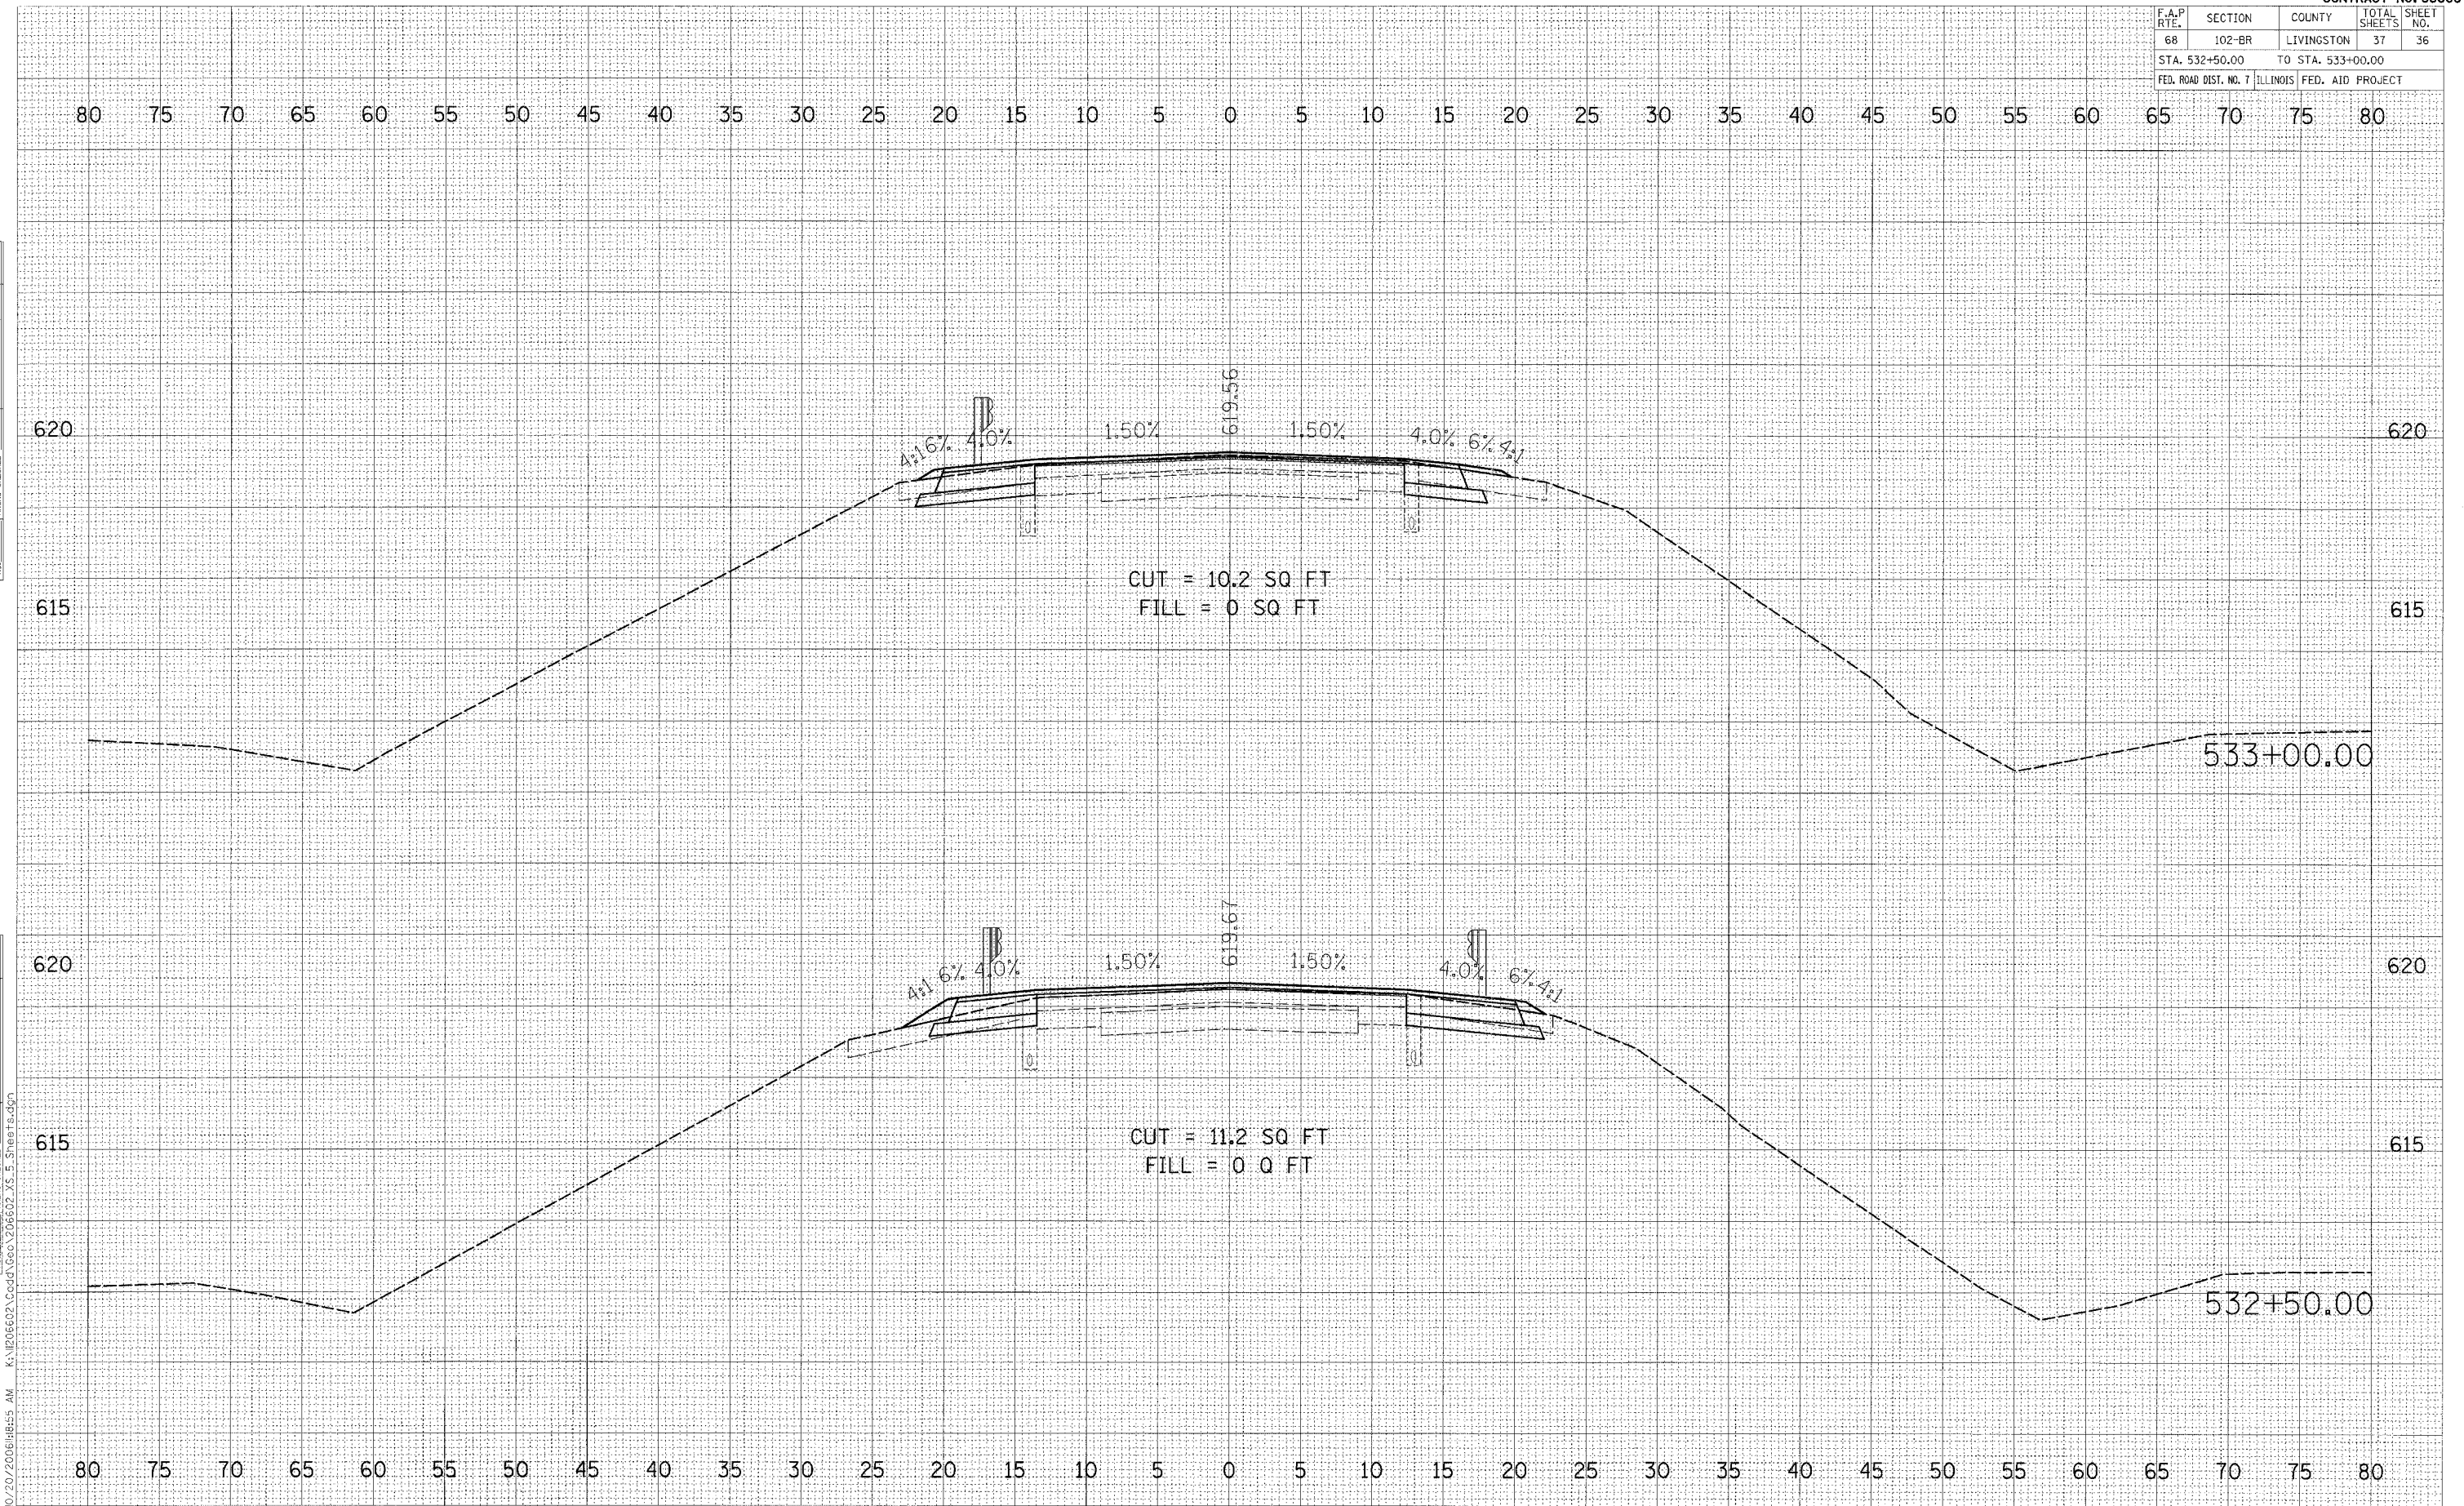 F.A.P RTE. SECTION COUNTY TOTAL SHEETS SHEET NO.
68 102-BR LIVINGSTON 37 36
STA. 532+50.00 TO STA. 533+00.00
FED. ROAD DIST. NO. 7 ILLINOIS FED. AID PROJECT
80 75 70 65 60 55 50 45 40 35 30 25 20 15 10 5 0 5 10 15 20 25 30 35 40 45 50 55 60 65 70 75 80
619.56
620 4:1 6% 4.0% 1.50% 1.50% 4.0% 6% 4:1 620
CUT = 10.2 SQ FT
FILL = 0 SQ FT
615 615
533+00.00
619.67
620 4:1 6% 4.0% 1.50% 1.50% 4.0% 6% 4:1 620
CUT = 11.2 SQ FT
FILL = 0 Q FT
615 615
532+50.00
80 75 70 65 60 55 50 45 40 35 30 25 20 15 10 5 0 5 10 15 20 25 30 35 40 45 50 55 60 65 70 75 80